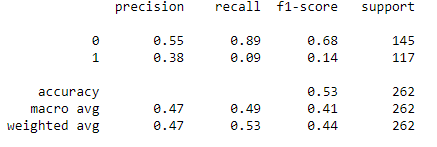 precision recall f1-score support
0 0.55 0.89 0.68 145
1 0.38 0.09 0.14 117
accuracy 0.53 262
macro avg 0.47 0.49 0.41 262
weighted avg 0.47 0.53 0.44 262